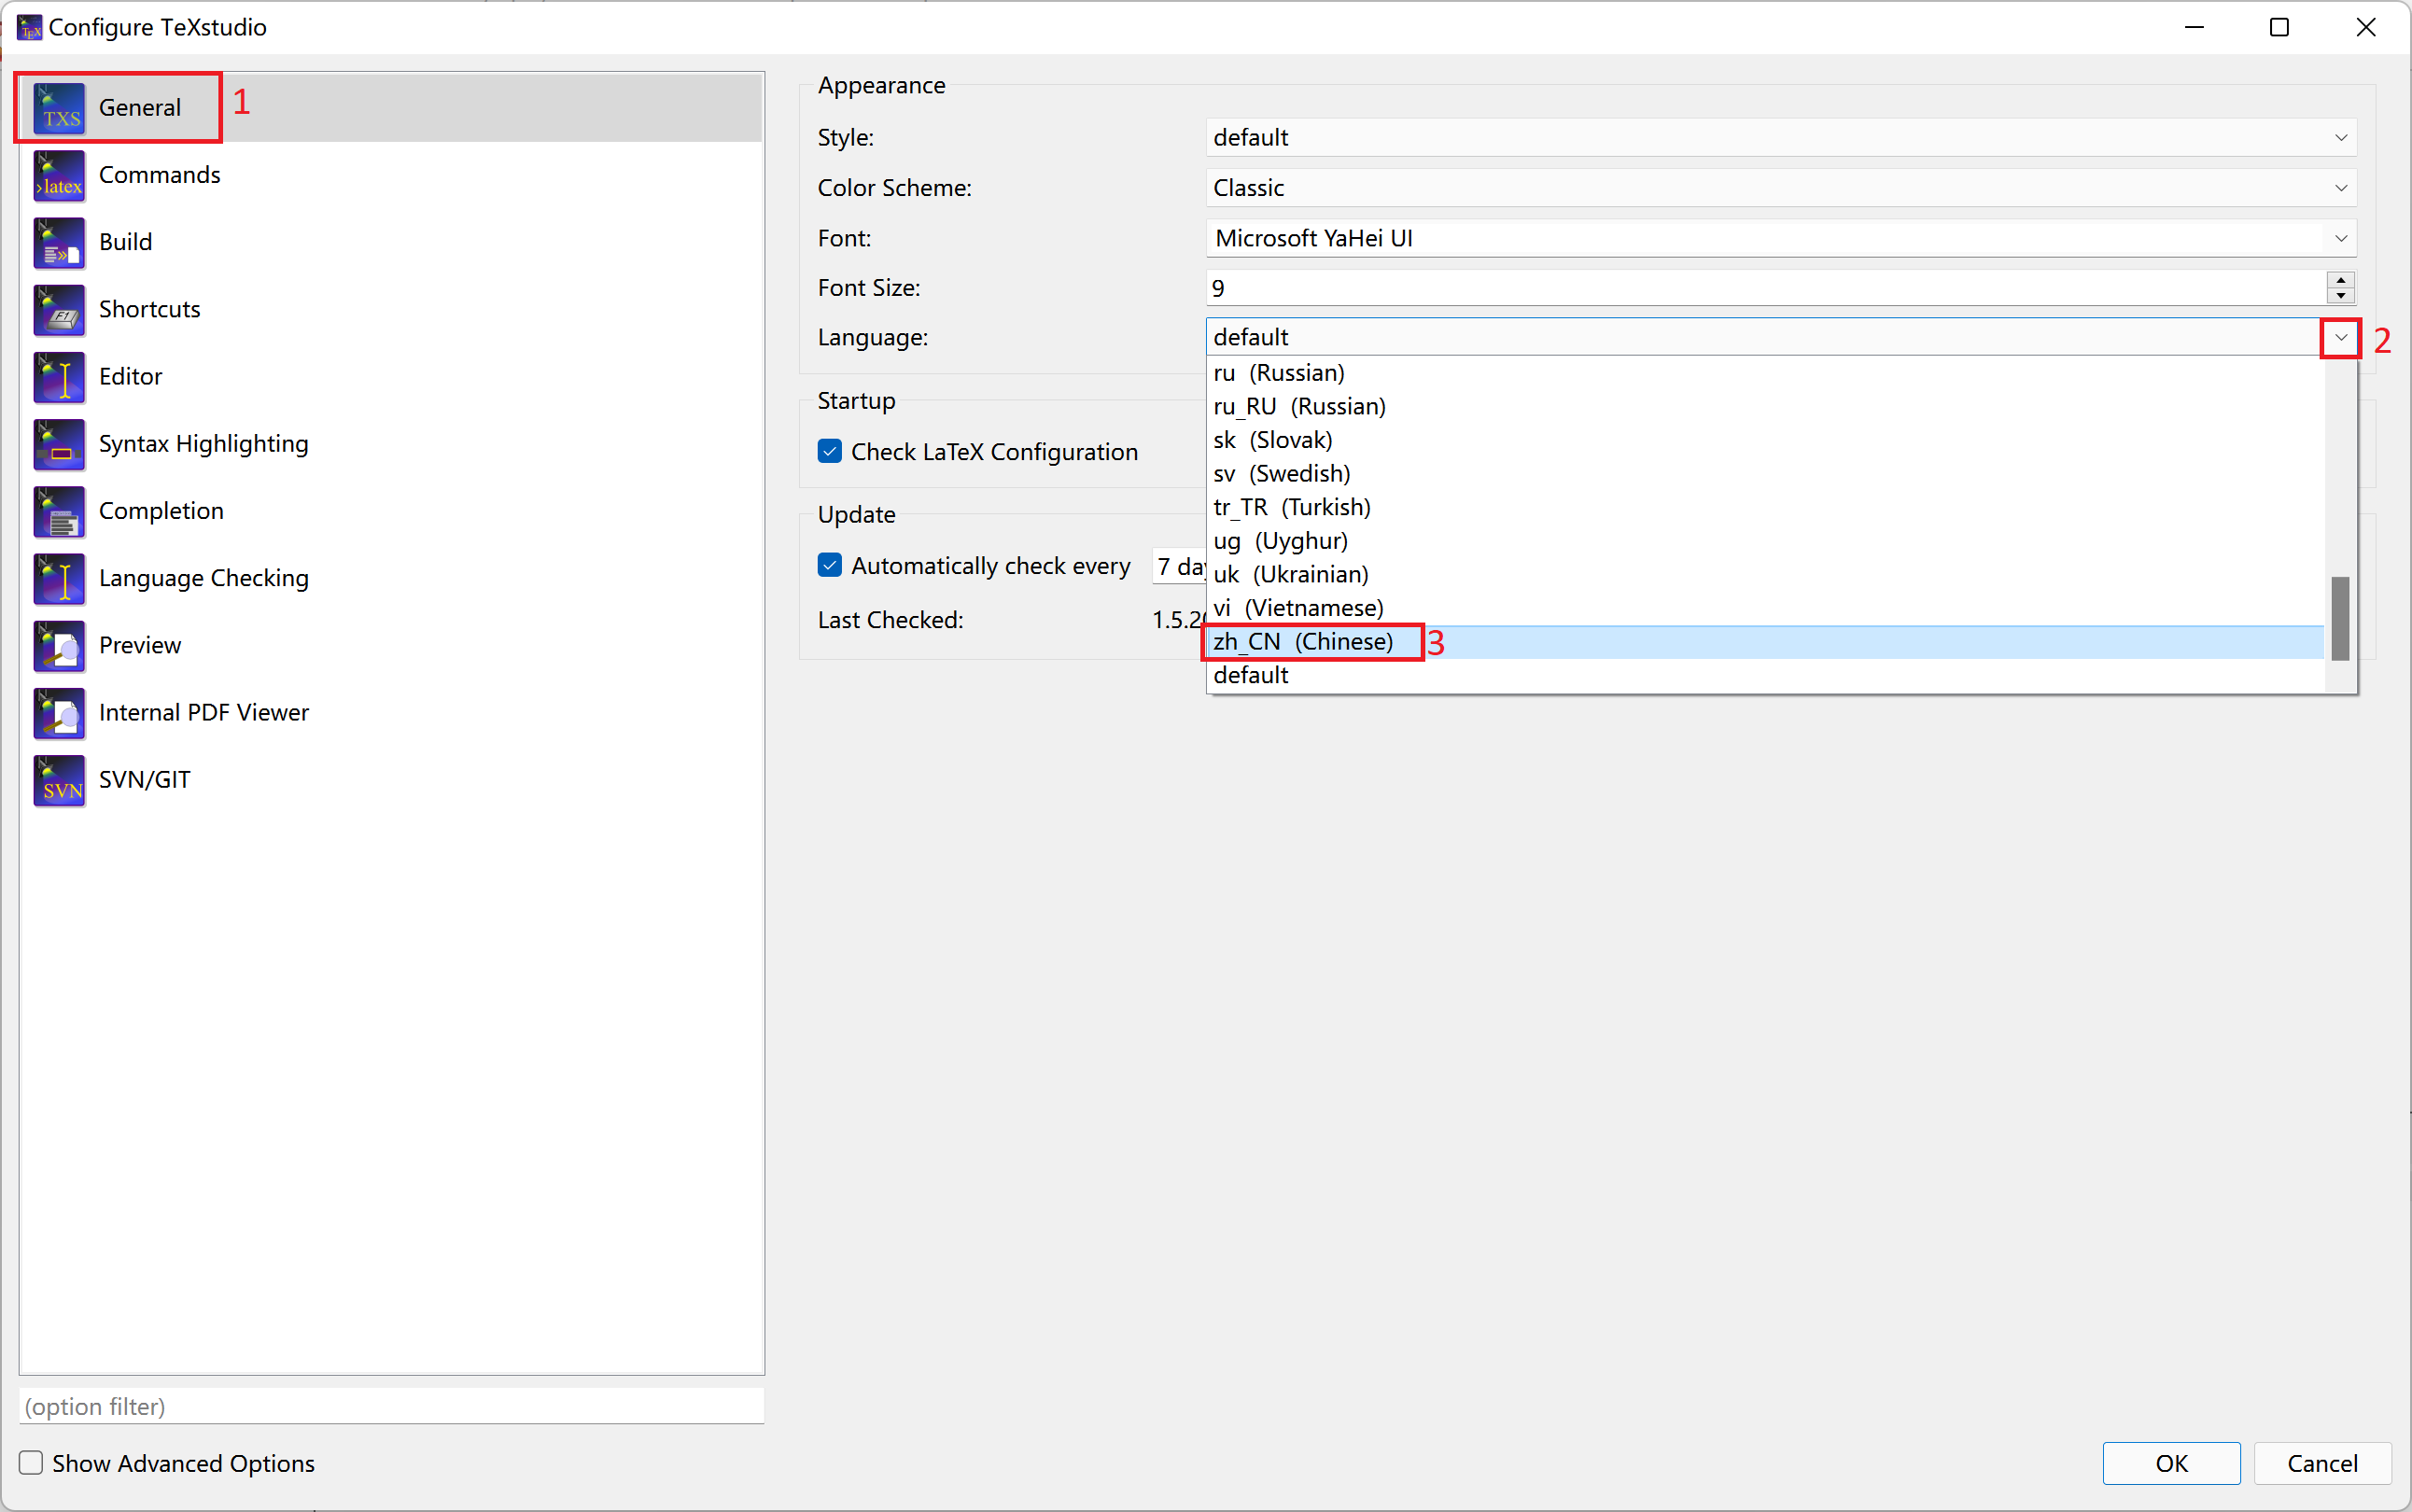 Configure TeXstudio
TXS General 1
latex Commands
Build
F1 Shortcuts
Editor
Syntax Highlighting
Completion
Language Checking
Preview
Internal PDF Viewer
SVN SVN/GIT
(option filter)
Show Advanced Options
Appearance
Style: default
Color Scheme: Classic
Font: Microsoft YaHei UI
Font Size: 9
Language: default 2
ru (Russian)
ru_RU (Russian)
sk (Slovak)
sv (Swedish)
tr_TR (Turkish)
ug (Uyghur)
uk (Ukrainian)
vi (Vietnamese)
zh_CN (Chinese) 3
default
Startup
Check LaTeX Configuration
Update
Automatically check every 7
Last Checked: 1.5.
OK Cancel